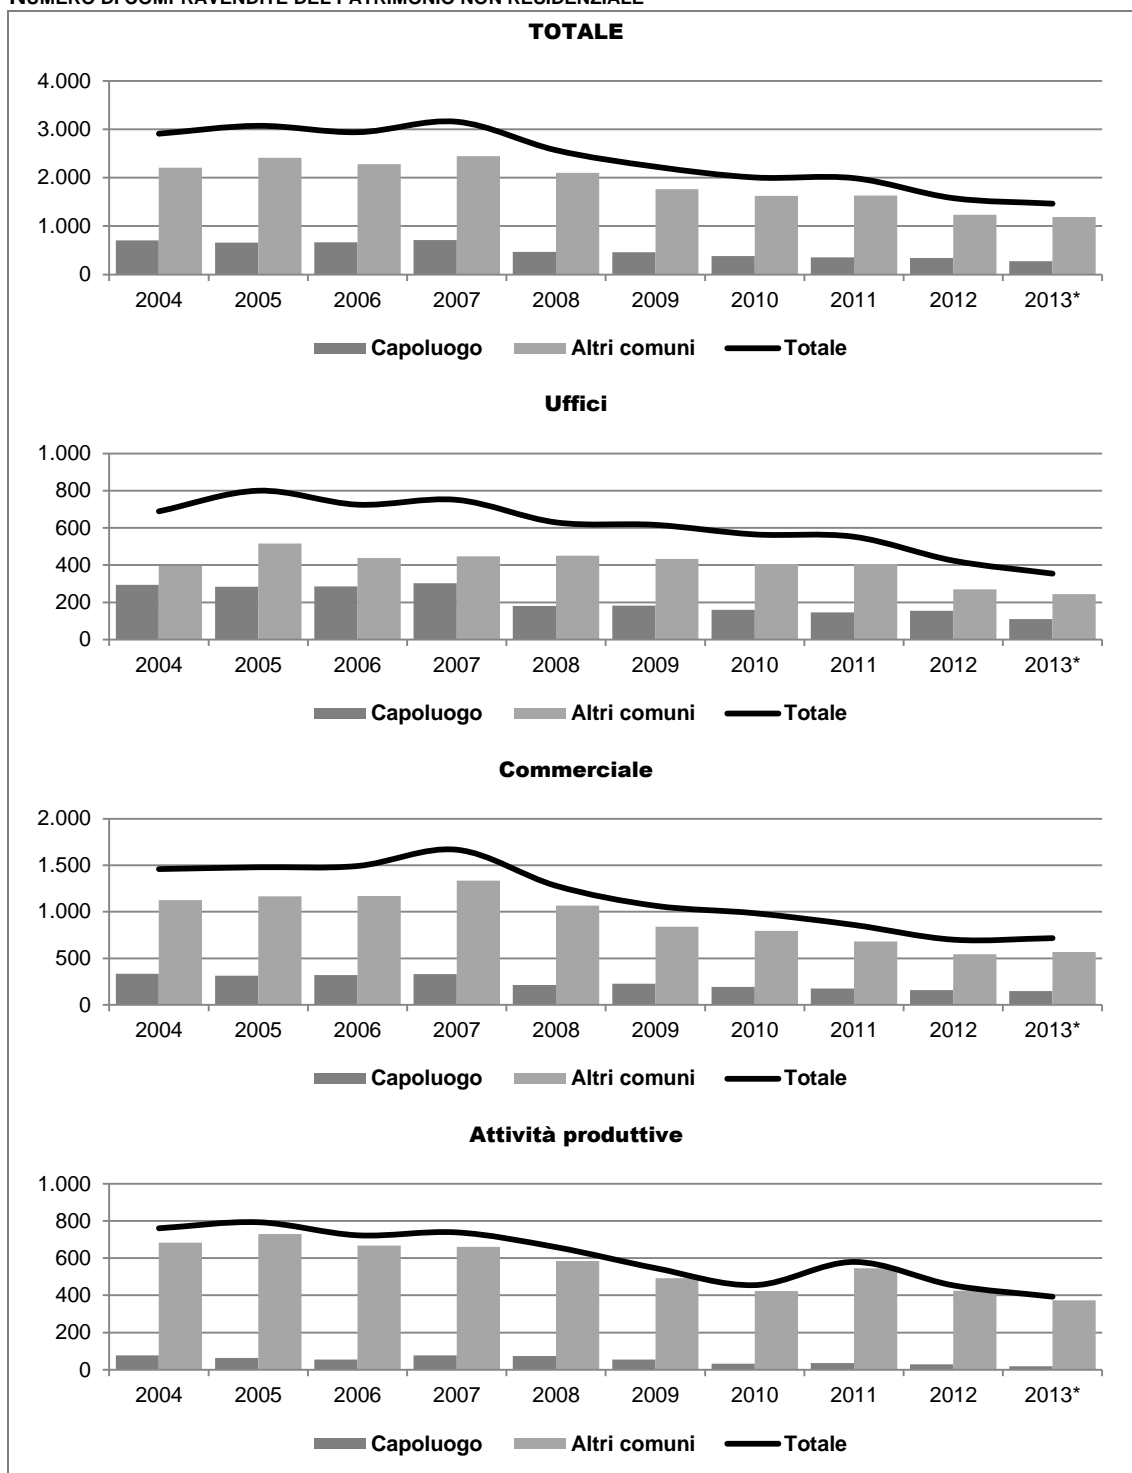 NUMERO DI COMPRAVENDITE DEL PATRIMONIO NON RESIDENZIALE
TOTALE
4.000
3.000
2.000
1.000
0
2004 2005 2006 2007 2008 2009 2010 2011 2012 2013*
Capoluogo Altri comuni Totale
Uffici
1.000
800
600
400
200
0
2004 2005 2006 2007 2008 2009 2010 2011 2012 2013*
Capoluogo Altri comuni Totale
Commerciale
2.000
1.500
1.000
500
0
2004 2005 2006 2007 2008 2009 2010 2011 2012 2013*
Capoluogo Altri comuni Totale
Attività produttive
1.000
800
600
400
200
0
2004 2005 2006 2007 2008 2009 2010 2011 2012 2013*
Capoluogo Altri comuni Totale